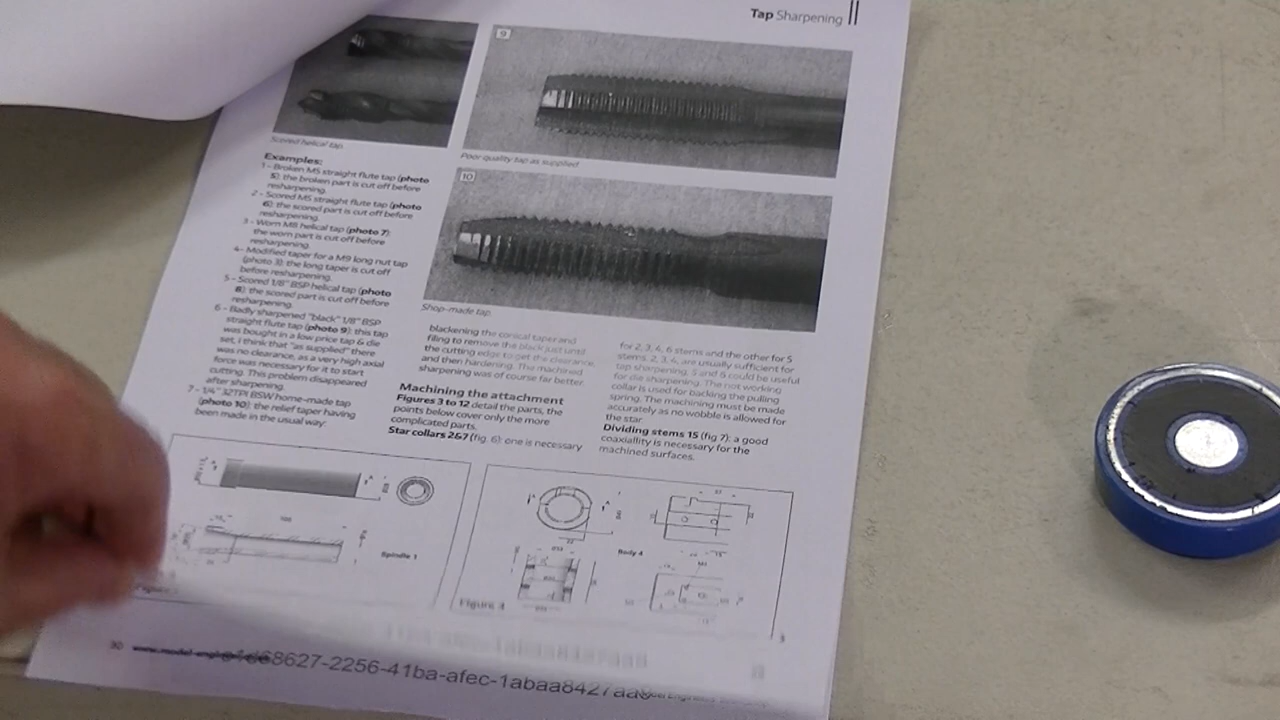 Tap Sharpening
9
Scored helical tap.
Poor quality tap as supplied
10
Shop-made tap
Examples:
1 - Broken M5 straight flute tap (photo
5): the broken part is cut off before
resharpening.
2 - Scored M5 straight flute tap (photo
6): the scored part is cut off before
resharpening.
3 - Worn M8 helical tap (photo 7):
the worn part is cut off before
resharpening.
4- Modified taper for a M9 long nut tap
(photo 3): the long taper is cut off
before resharpening.
5 - Scored 1/8" BSP helical tap (photo
8): the scored part is cut off before
resharpening.
6 - Badly sharpened "black" 1/8" BSP
straight flute tap (photo 9): this tap
was bought in a low price tap & die
set, i think that "as supplied" there
was no clearance, as a very high axial
force was necessary for it to start
cutting. This problem disappeared
after sharpening.
7 - 1/4" 32TPI BSW home-made tap
(photo 10): the relief taper having
been made in the usual way:
blackening the conical taper and
filing to remove the black just until
the cutting edge to get the clearance,
and then hardening. The machined
sharpening was of course far better.
Machining the attachment
Figures 3 to 12 detail the parts, the
points below cover only the more
complicated parts.
Star collars 2&7 (fig. 6): one is necessary
for 2, 3, 4, 6 stems and the other for 5
stems. 2, 3, 4, are usually sufficient for
tap sharpening, 5 and 6 could be useful
for die sharpening. The not working
collar is used for backing the pulling
spring. The machining must be made
accurately as no wobble is allowed for
the star.
Dividing stems 15 (fig 7): a good
coaxiallity is necessary for the
machined surfaces.
Spindle 1
Body 4
Figure 4
30
68627-2256-41ba-afec-1abaa8427aa